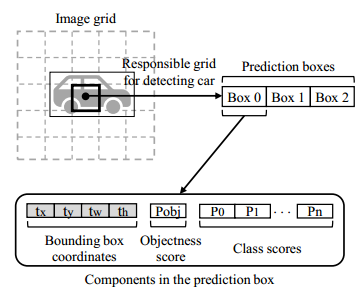 Image grid
Responsible grid
for detecting car
Prediction boxes
Box 0 Box 1 Box 2
tx ty tw th Pobj P0 P1 · · · Pn
Bounding box
coordinates
Objectness
score
Class scores
Components in the prediction box